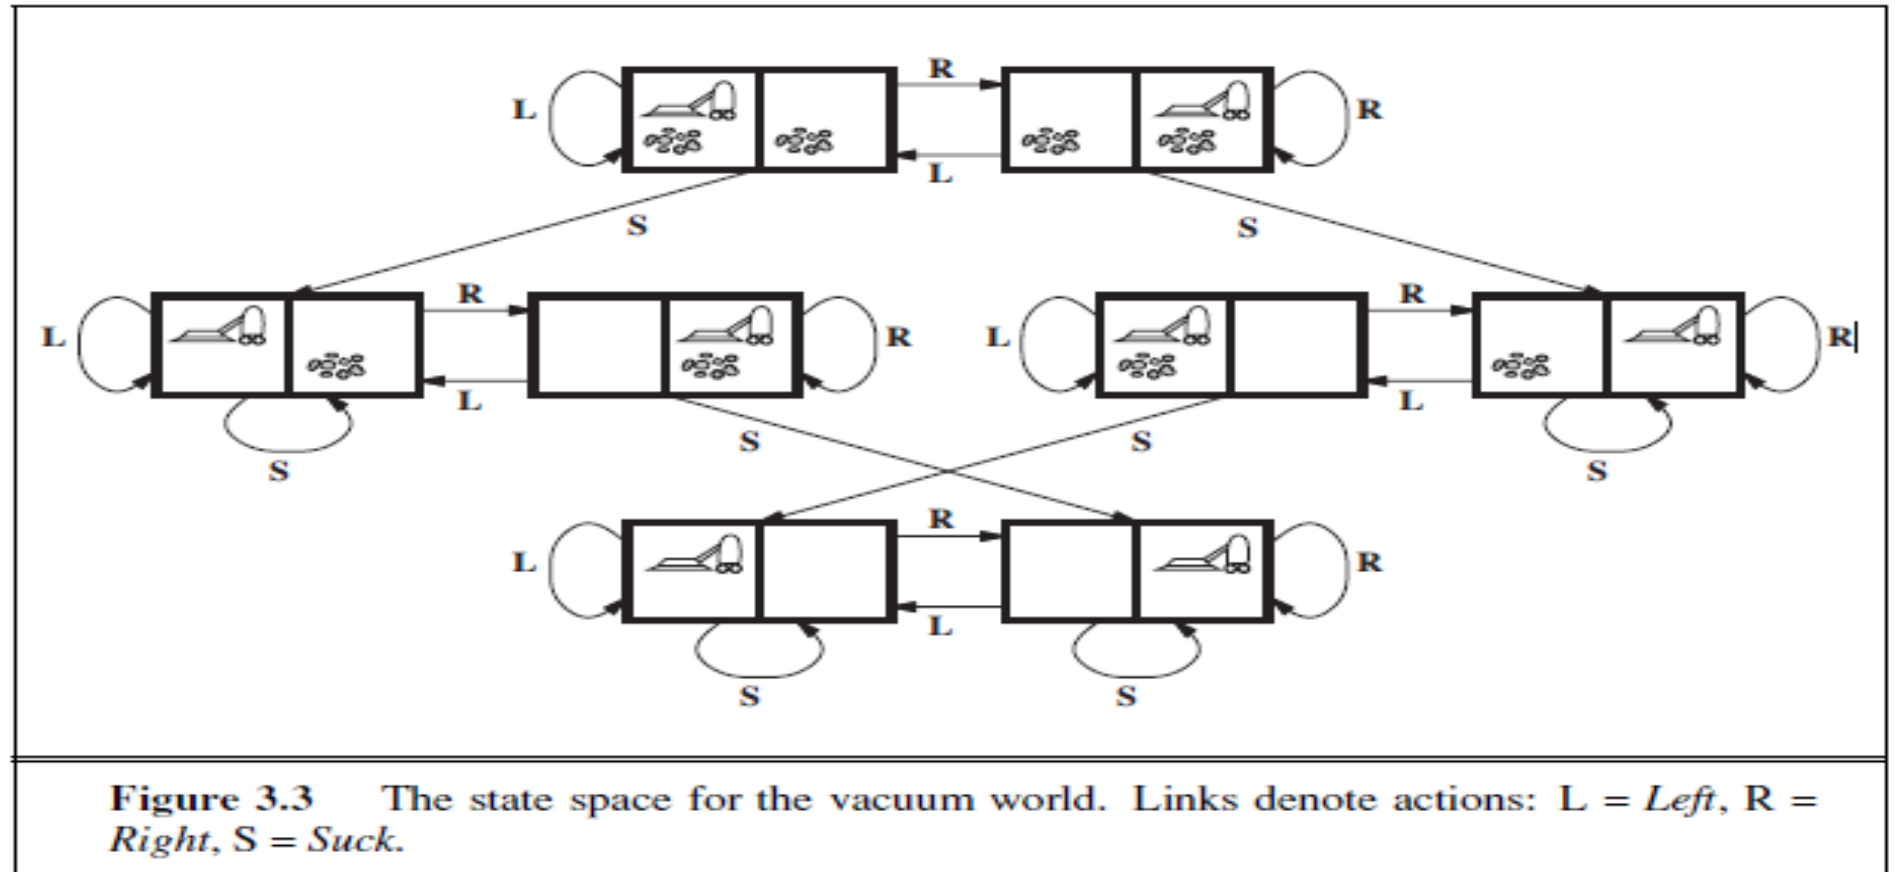 R
L R
L
S S
R R
L R L R
L L
S S
S S
R
L R
L
S S
Figure 3.3 The state space for the vacuum world. Links denote actions: L = Left, R =
Right, S = Suck.